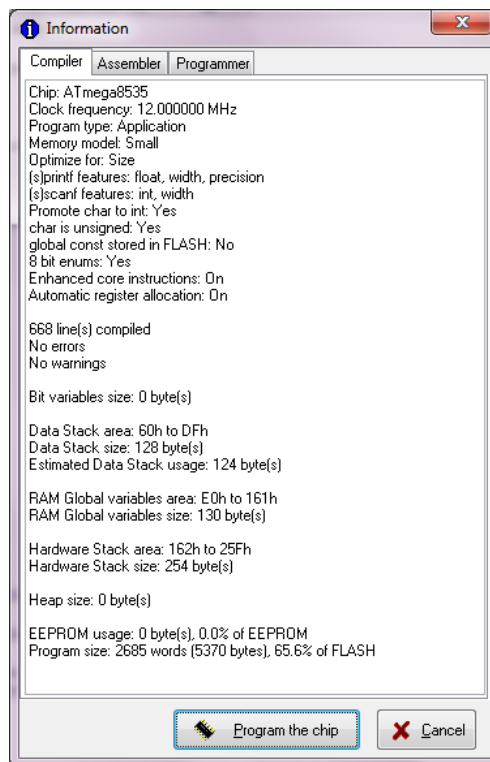 Information
Compiler Assembler Programmer
Chip: ATmega8535
Clock frequency: 12.000000 MHz
Program type: Application
Memory model: Small
Optimize for: Size
(s)printf features: float, width, precision
(s)scanf features: int, width
Promote char to int: Yes
char is unsigned: Yes
global const stored in FLASH: No
8 bit enums: Yes
Enhanced core instructions: On
Automatic register allocation: On
668 line(s) compiled
No errors
No warnings
Bit variables size: 0 byte(s)
Data Stack area: 60h to DFh
Data Stack size: 128 byte(s)
Estimated Data Stack usage: 124 byte(s)
RAM Global variables area: E0h to 161h
RAM Global variables size: 130 byte(s)
Hardware Stack area: 162h to 25Fh
Hardware Stack size: 254 byte(s)
Heap size: 0 byte(s)
EEPROM usage: 0 byte(s), 0.0% of EEPROM
Program size: 2685 words (5370 bytes), 65.6% of FLASH
Program the chip Cancel